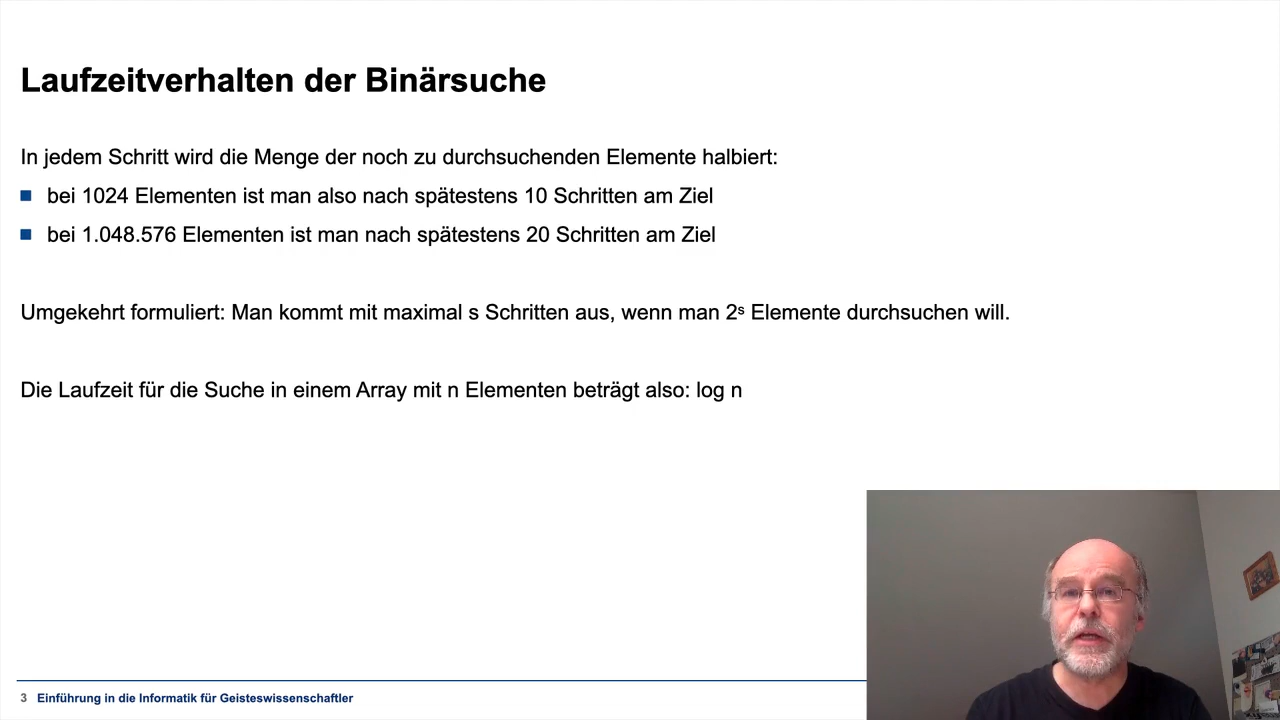 Laufzeitverhalten der Binärsuche
In jedem Schritt wird die Menge der noch zu durchsuchenden Elemente halbiert:
bei 1024 Elementen ist man also nach spätestens 10 Schritten am Ziel
bei 1.048.576 Elementen ist man nach spätestens 20 Schritten am Ziel
Umgekehrt formuliert: Man kommt mit maximal s Schritten aus, wenn man 2ˢ Elemente durchsuchen will.
Die Laufzeit für die Suche in einem Array mit n Elementen beträgt also: log n
3 Einführung in die Informatik für Geisteswissenschaftler